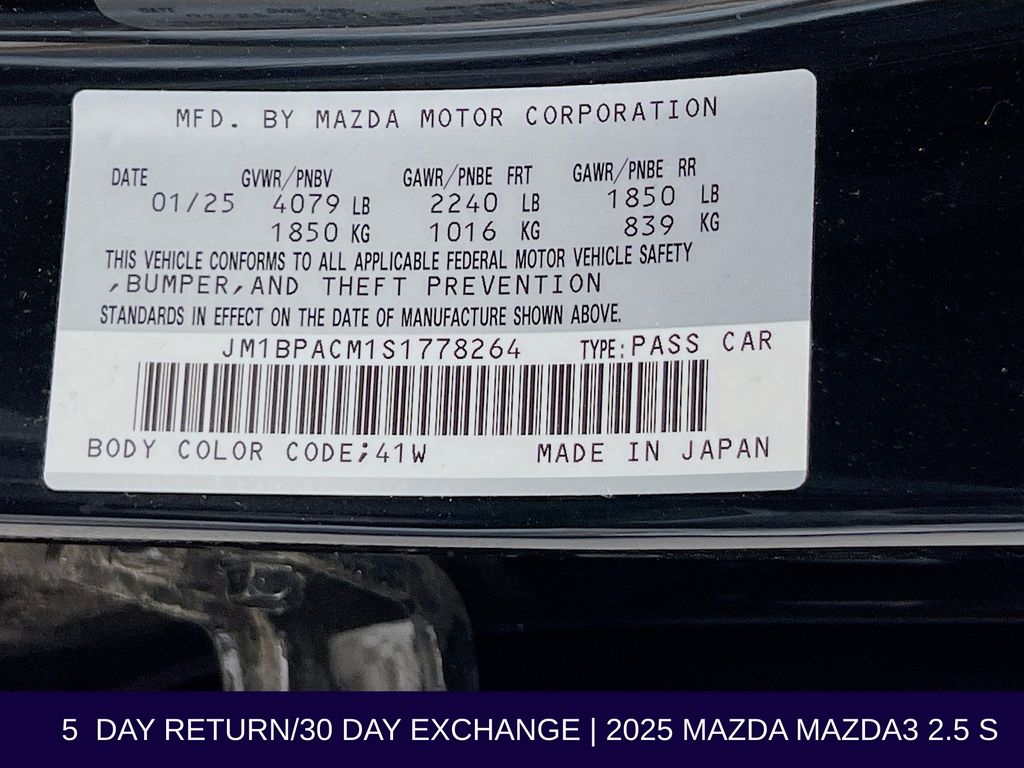 MFD. BY MAZDA MOTOR CORPORATION
DATE GVWR/PNBV GAWR/PNBE FRT GAWR/PNBE RR
01/25 4079 LB 2240 LB 1850 LB
1850 KG 1016 KG 839 KG
THIS VEHICLE CONFORMS TO ALL APPLICABLE FEDERAL MOTOR VEHICLE SAFETY
,BUMPER,AND THEFT PREVENTION
STANDARDS IN EFFECT ON THE DATE OF MANUFACTURE SHOWN ABOVE.
JM1BPACM1S1778264 TYPE:PASS CAR
BODY COLOR CODE;41W MADE IN JAPAN
5 DAY RETURN/30 DAY EXCHANGE | 2025 MAZDA MAZDA3 2.5 S